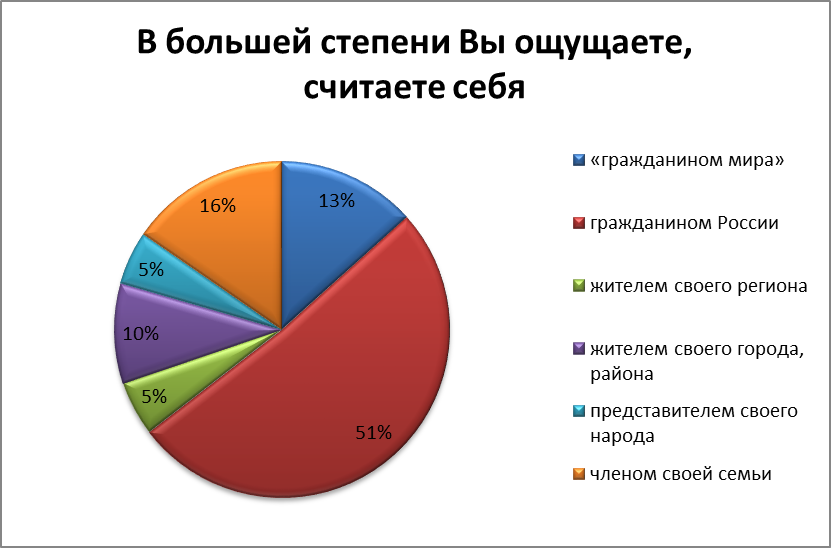 В большей степени Вы ощущаете,
считаете себя
16%
13%
5%
10%
5%
51%
«гражданином мира»
гражданином России
жителем своего региона
жителем своего города,
района
представителем своего
народа
членом своей семьи